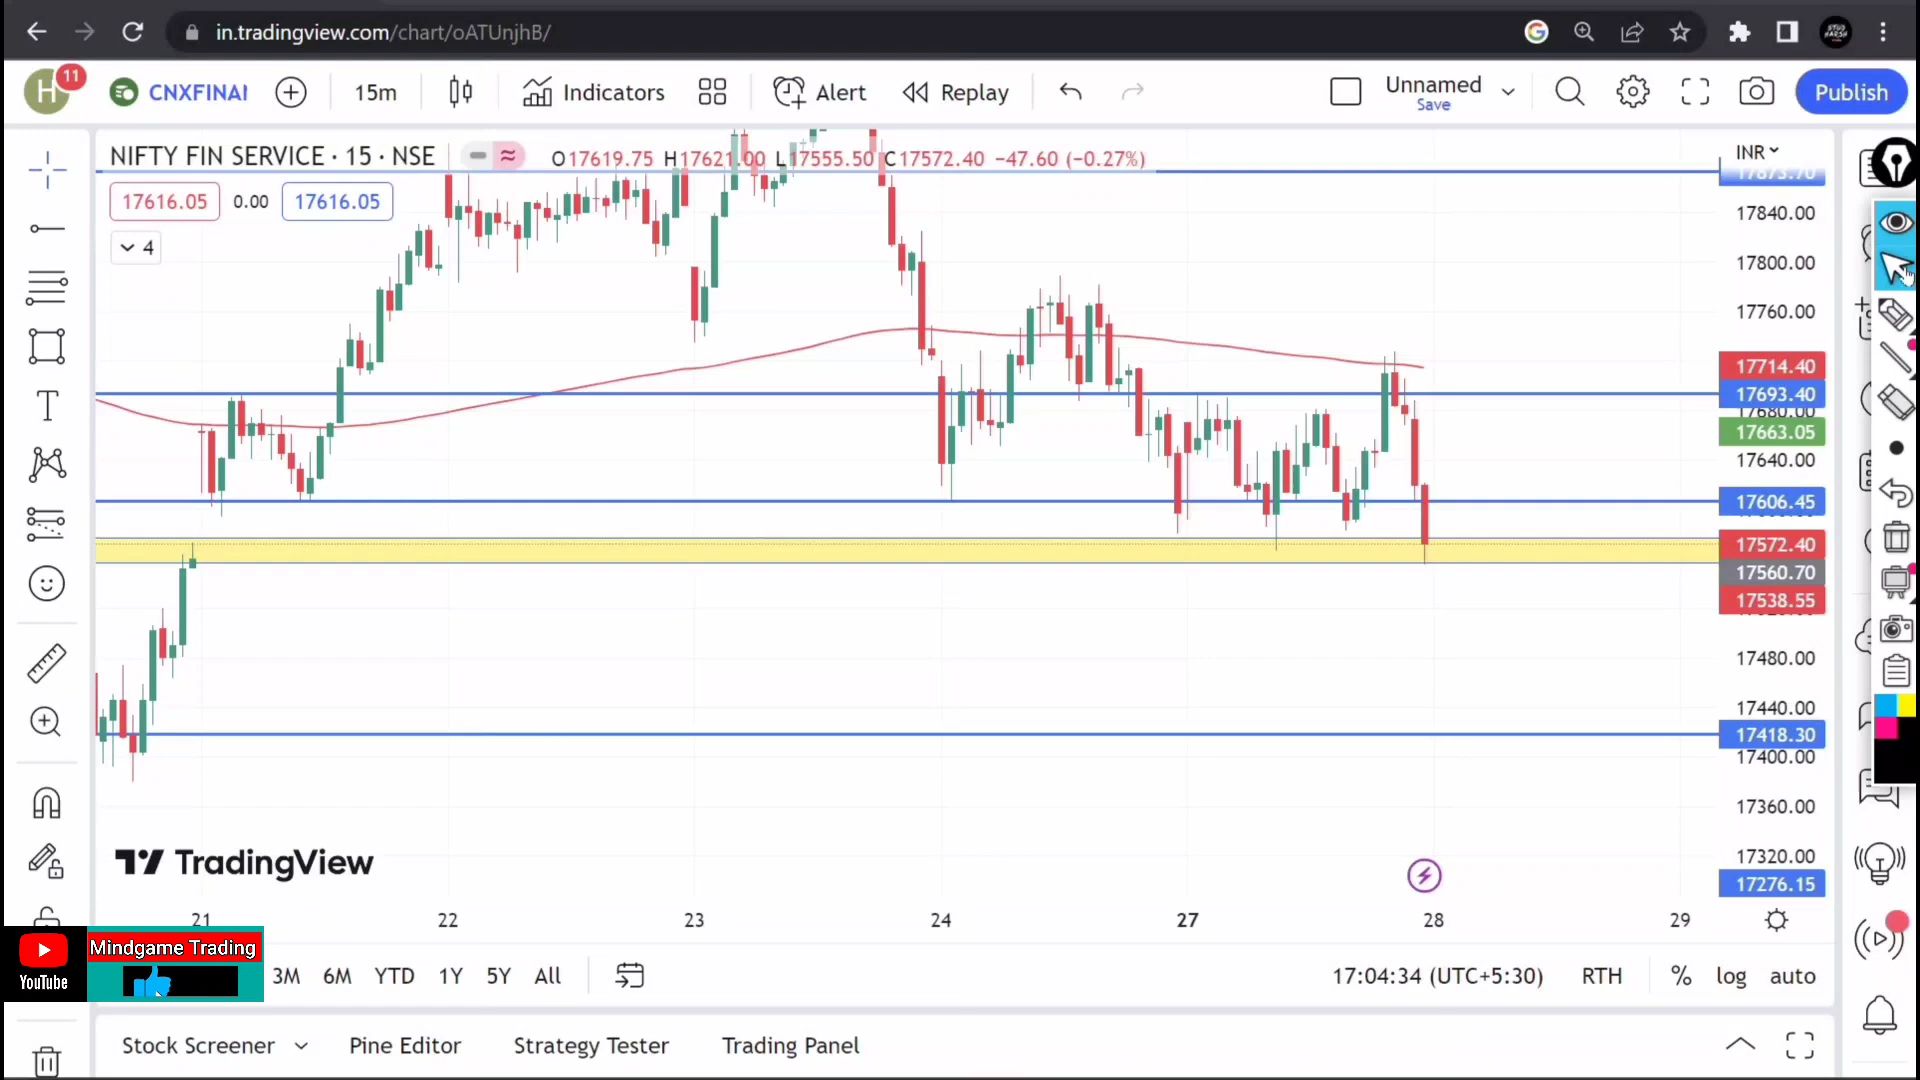 in.tradingview.com/chart/oATUnjhB/
H
11
CNXFINAI
15m
Indicators
Alert
Replay
Unnamed
Save
Publish
NIFTY FIN SERVICE · 15 · NSE
O17619.75 H17621.00 L17555.50 C17572.40 −47.60 (−0.27%)
INR
17873.70
17616.05
0.00
17616.05
4
17840.00
17800.00
17760.00
17714.40
17693.40
17680.00
17663.05
17640.00
17606.45
17572.40
17560.70
17538.55
17480.00
17440.00
17418.30
17400.00
17360.00
17320.00
17276.15
TradingView
21
22
23
24
27
28
29
YouTube
Mindgame Trading
3M
6M
YTD
1Y
5Y
All
17:04:34 (UTC+5:30)
RTH
%
log
auto
Stock Screener
Pine Editor
Strategy Tester
Trading Panel